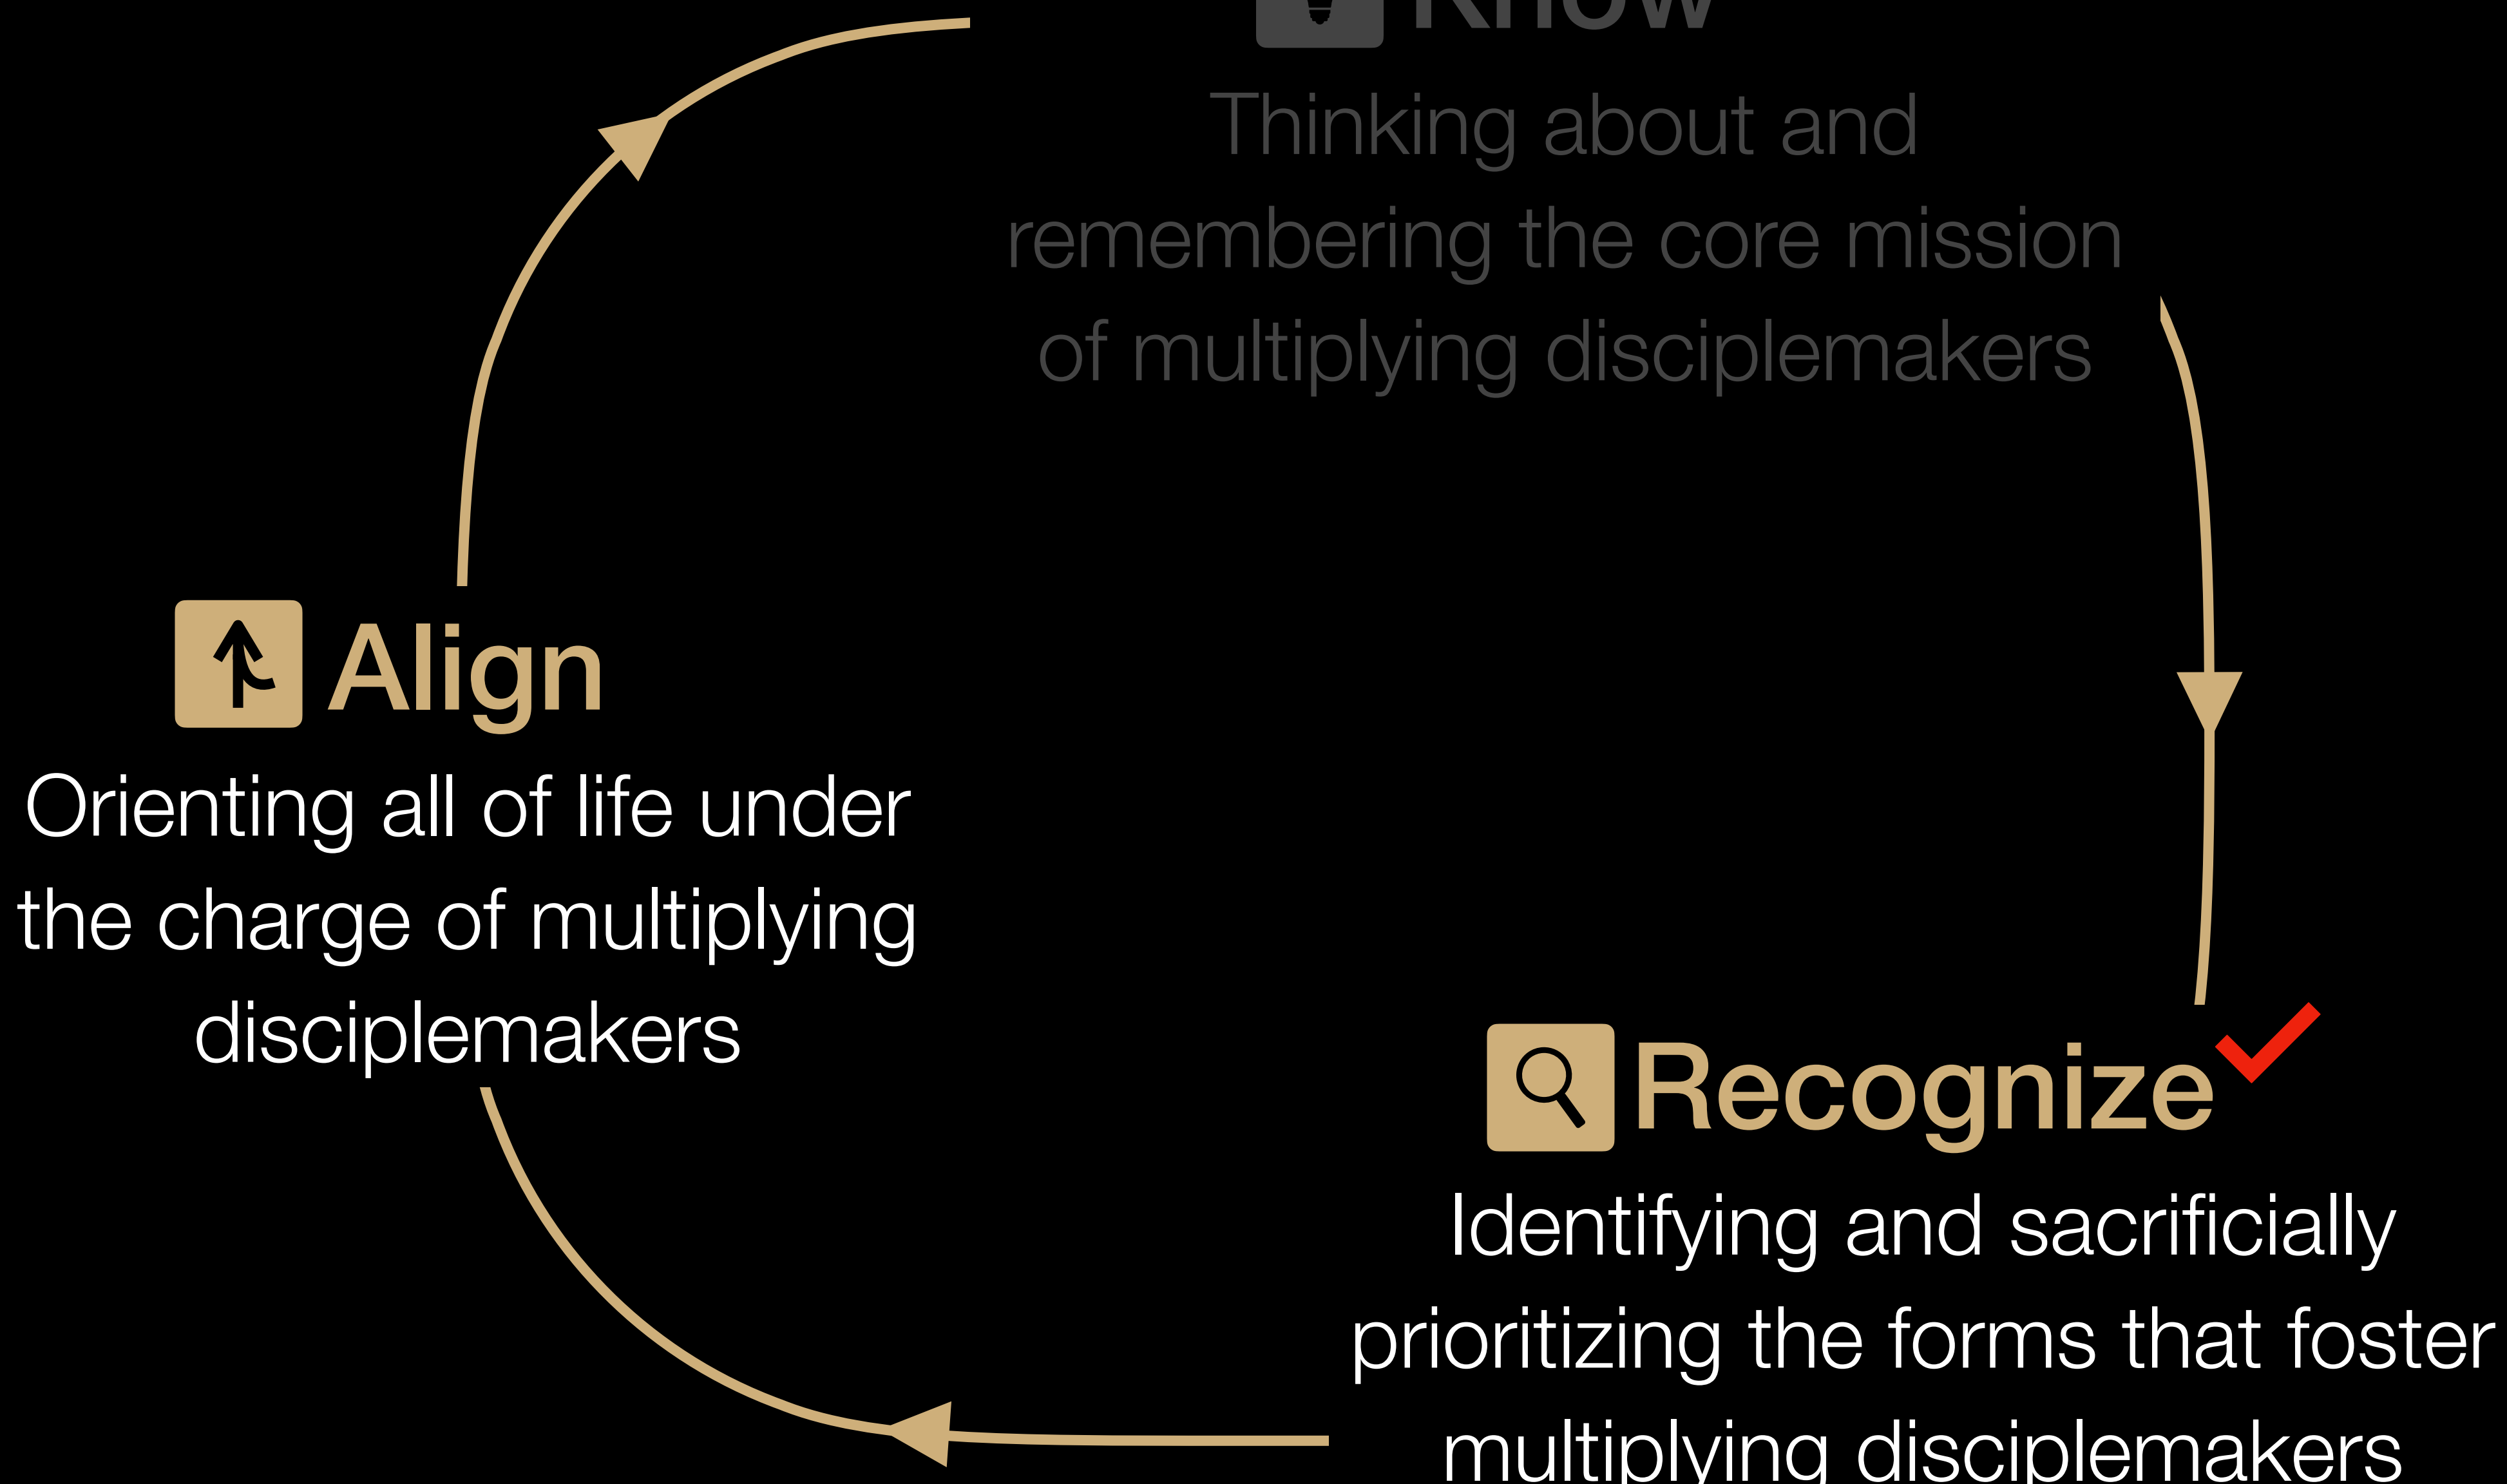 Know
Thinking about and
remembering the core mission
of multiplying disciplemakers
Align
Orienting all of life under
the charge of multiplying
disciplemakers
Recognize
Identifying and sacrificially
prioritizing the forms that foster
multiplying disciplemakers